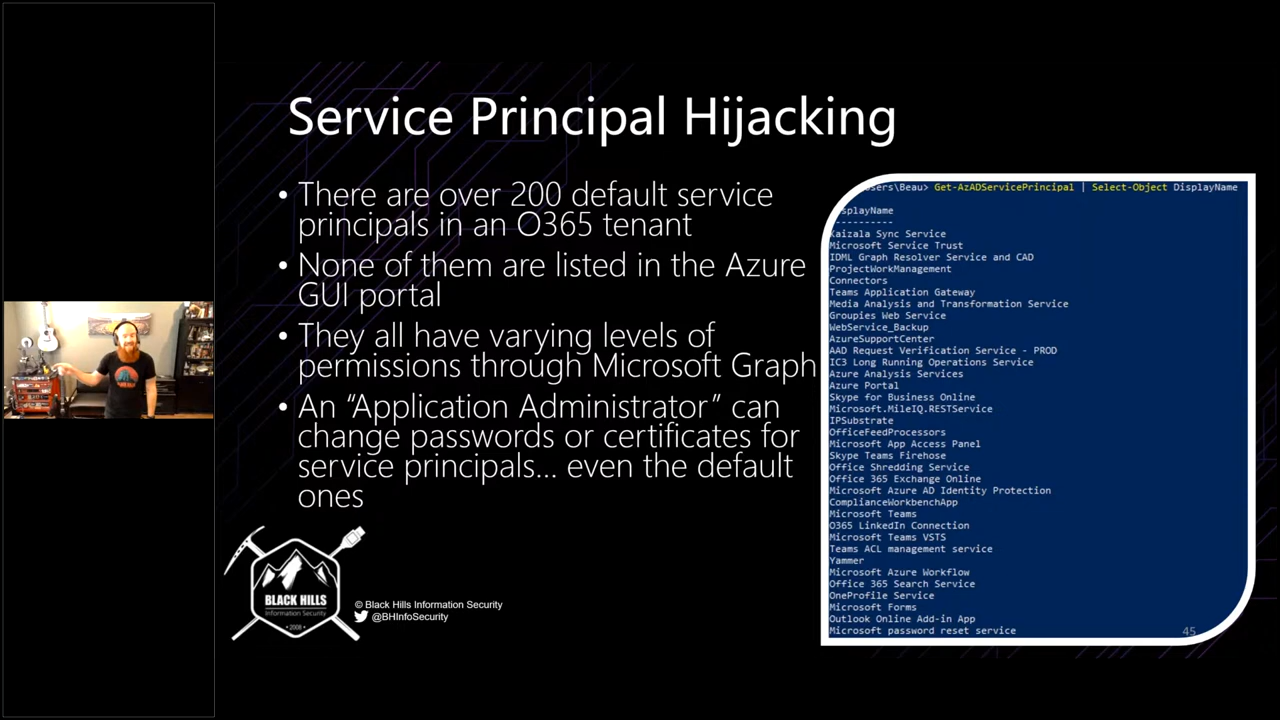 Service Principal Hijacking
• There are over 200 default service
principals in an O365 tenant
• None of them are listed in the Azure
GUI portal
• They all have varying levels of
permissions through Microsoft Graph
• An “Application Administrator” can
change passwords or certificates for
service principals... even the default
ones
BLACK HILLS
Information Security
• 2008 •
© Black Hills Information Security
@BHInfoSecurity
sers\Beau> Get-AzADServicePrincipal | Select-Object DisplayName
splayName
----------
Kaizala Sync Service
Microsoft Service Trust
IDML Graph Resolver Service and CAD
ProjectWorkManagement
Connectors
Teams Application Gateway
Media Analysis and Transformation Service
Groupies Web Service
WebService_Backup
AzureSupportCenter
AAD Request Verification Service - PROD
IC3 Long Running Operations Service
Azure Analysis Services
Azure Portal
Skype for Business Online
Microsoft.MileIQ.RESTService
IPSubstrate
OfficeFeedProcessors
Microsoft App Access Panel
Skype Teams Firehose
Office Shredding Service
Office 365 Exchange Online
Microsoft Azure AD Identity Protection
ComplianceWorkbenchApp
Microsoft Teams
O365 LinkedIn Connection
Microsoft Teams VSTS
Teams ACL management service
Yammer
Microsoft Azure Workflow
Office 365 Search Service
OneProfile Service
Microsoft Forms
Outlook Online Add-in App
Microsoft password reset service
45